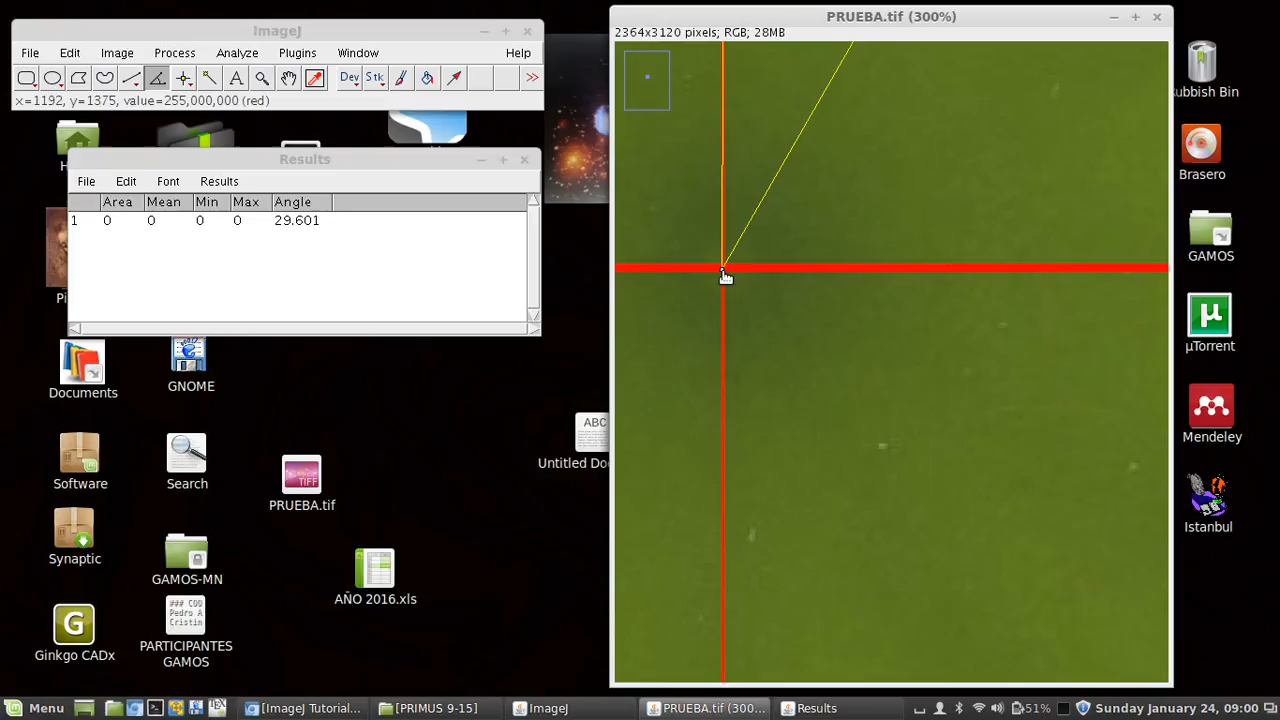 ImageJ
File Edit Image Process Analyze Plugins Window Help
A Dev Stk >>
x=1192, y=1375, value=255,000,000 (red)
Results
File Edit Font Results
Area Mean Min Max Angle
1 0 0 0 0 29.601
PRUEBA.tif (300%)
2364x3120 pixels; RGB; 28MB
Documents
GNOME
Software
Search
TIFF
PRUEBA.tif
Synaptic
GAMOS-MN
AÑO 2016.xls
G
Ginkgo CADx
### COD
Pedro A
Cristin
PARTICIPANTES
GAMOS
ABC
Untitled Do
ubbish Bin
Brasero
GAMOS
µ
µTorrent
Mendeley
Istanbul
Menu
[ImageJ Tutorial...
[PRIMUS 9-15]
ImageJ
PRUEBA.tif (300...
Results
51%
Sunday January 24, 09:00